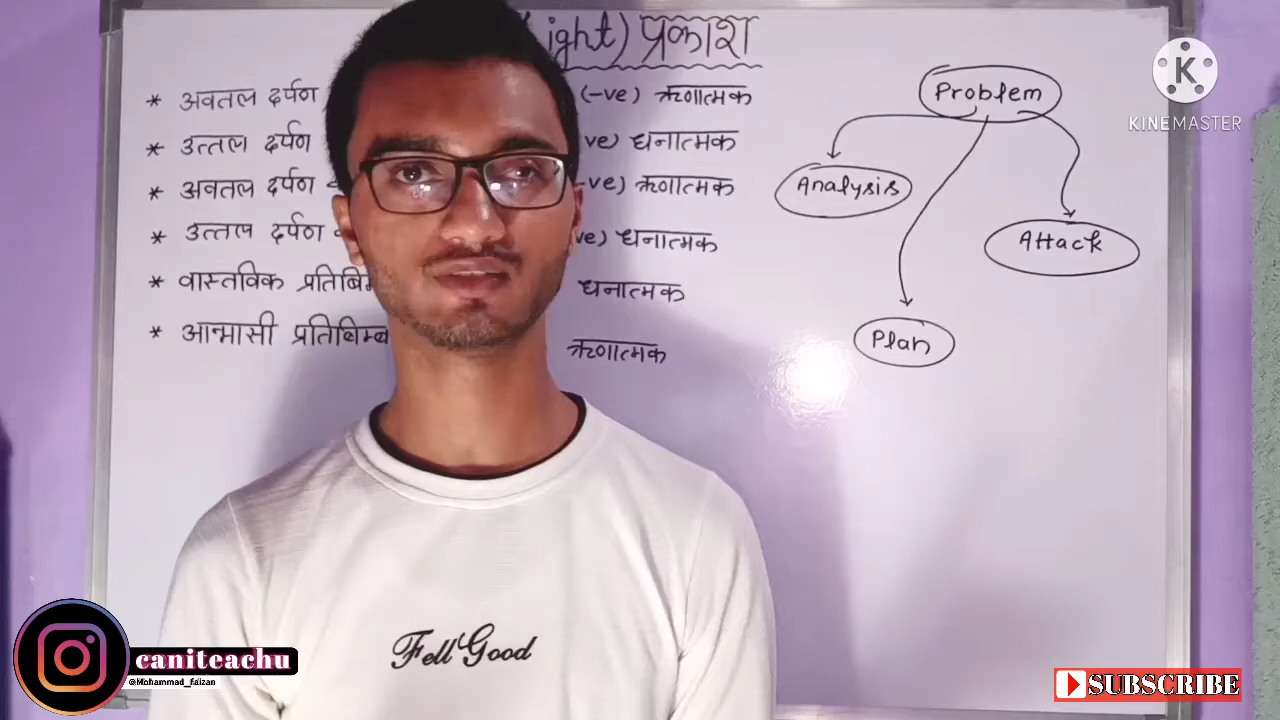 ight) प्रकाश
* अवतल दर्पण (-ve) ऋणात्मक
* उत्तल दर्पण ve) धनात्मक
* अवतल दर्पण -ve) ऋणात्मक
* उत्तल दर्पण ve) धनात्मक
* वास्तविक प्रतिबिम धनात्मक
* आन्मासी प्रतिबिम्ब ऋणात्मक
Problem
Analysis
Attack
Plan
K
KINEMASTER
Fell Good
caniteachu
@Mohammad_faizan
SUBSCRIBE